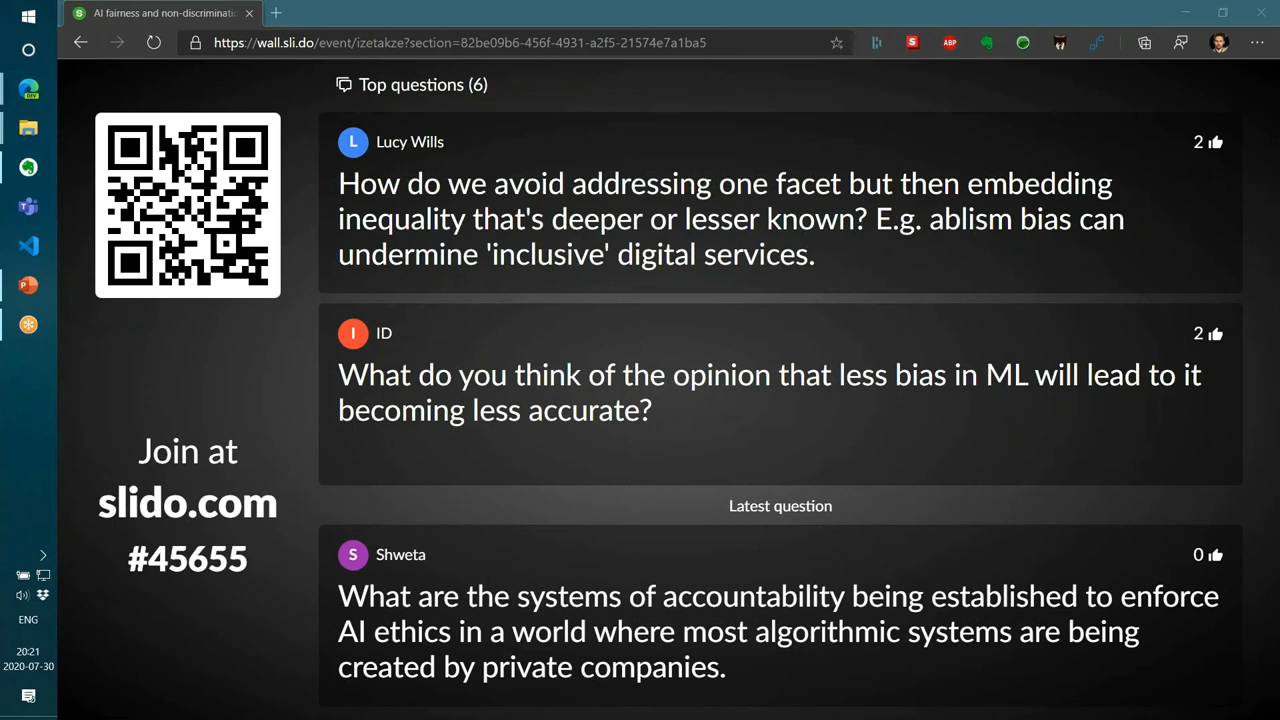 AI fairness and non-discriminati
https://wall.sli.do/event/izetakze?section=82be09b6-456f-4931-a2f5-21574e7a1ba5
ABP
DEV
Top questions (6)
L Lucy Wills
2
How do we avoid addressing one facet but then embedding
inequality that's deeper or lesser known? E.g. ablism bias can
undermine 'inclusive' digital services.
I ID
2
What do you think of the opinion that less bias in ML will lead to it
becoming less accurate?
Join at
slido.com
#45655
Latest question
S Shweta
0
What are the systems of accountability being established to enforce
AI ethics in a world where most algorithmic systems are being
created by private companies.
ENG
20:21
2020-07-30